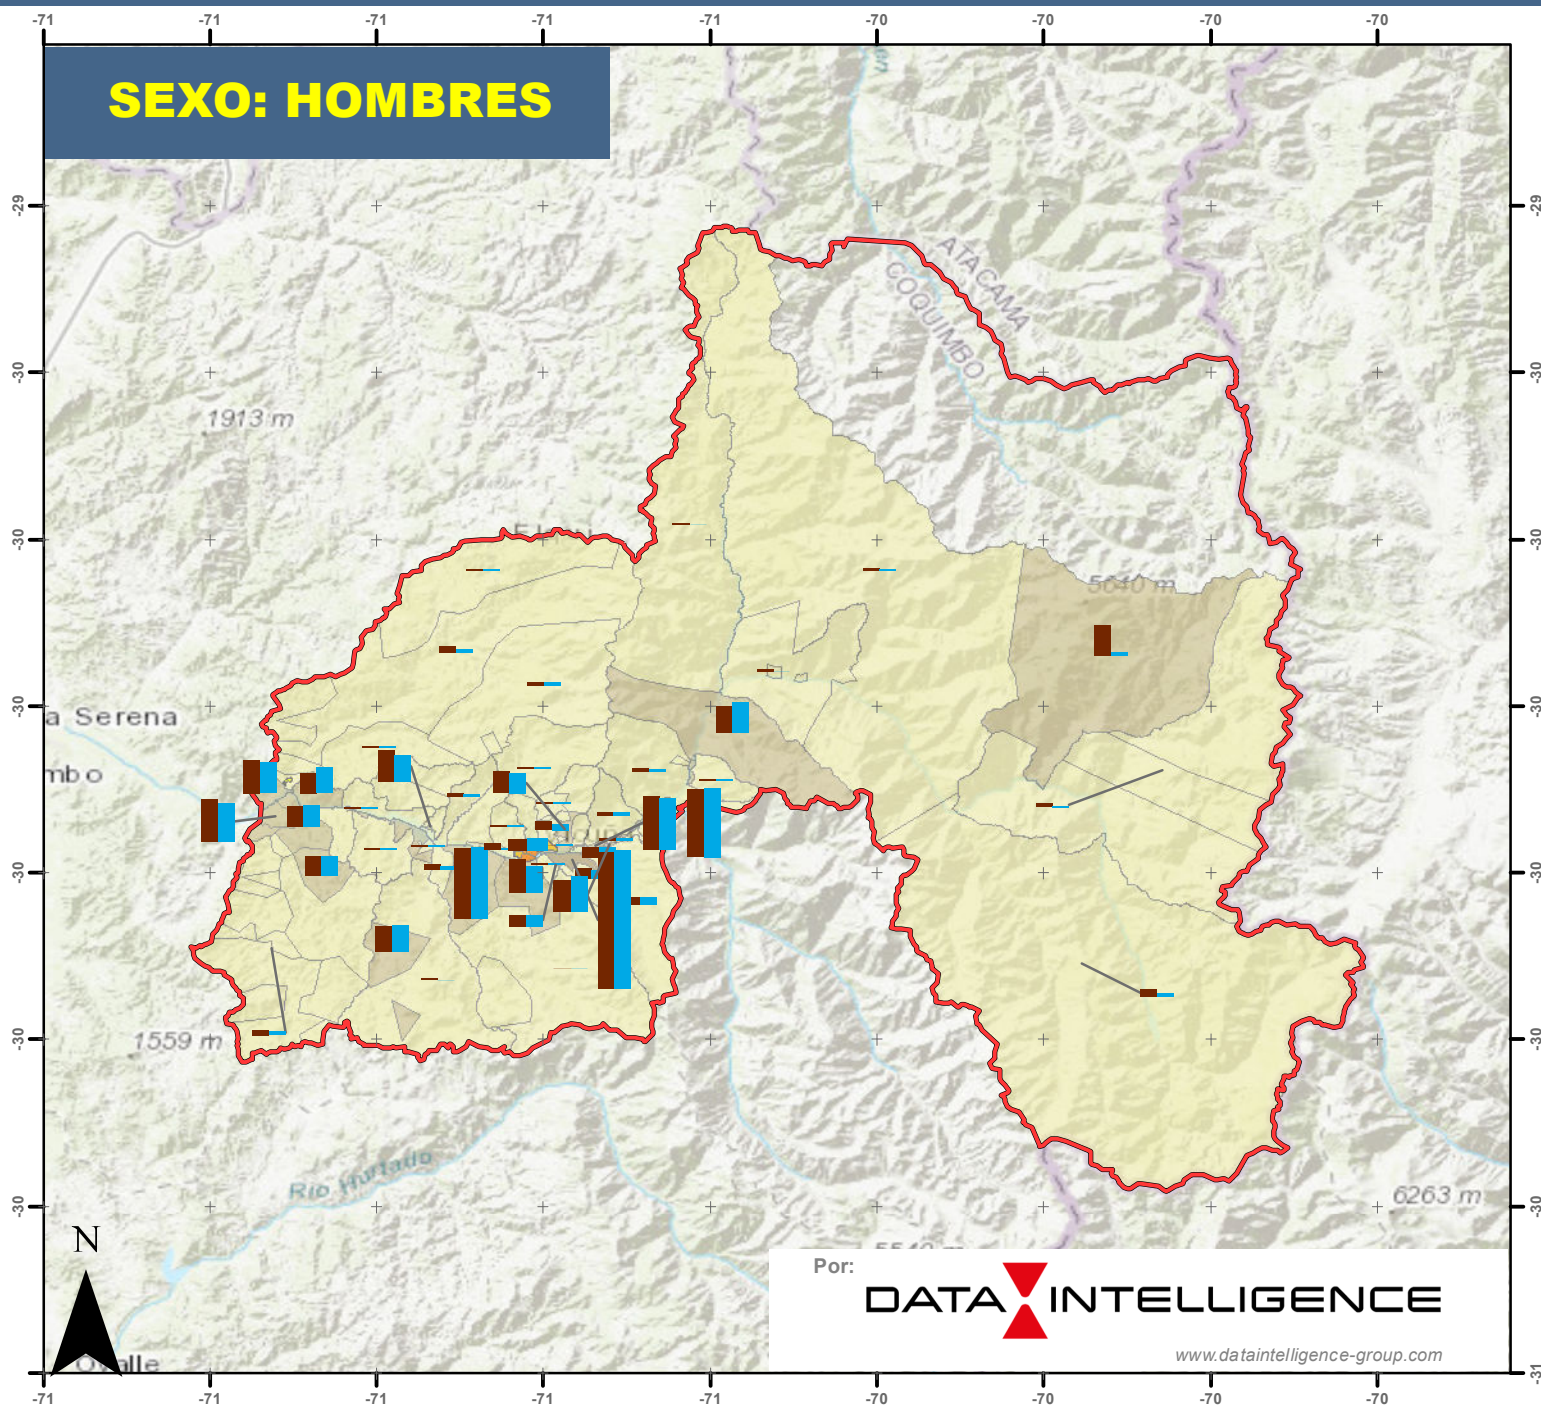 -71 -71 -71 -71 -71 -70 -70 -70 -70
SEXO: HOMBRES
-29 -29
ATACAMA
COQUIMBO
-30 -30
1913 m
-30 -30
5640 m
-30 -30
a Serena
mbo
-30 -30
1559 m
-30 -30
Río Hurtado
6263 m
-30 -30
N
Por:
DATA INTELLIGENCE
www.dataintelligence-group.com
Ovalle
-31
-71 -71 -71 -71 -71 -70 -70 -70 -70